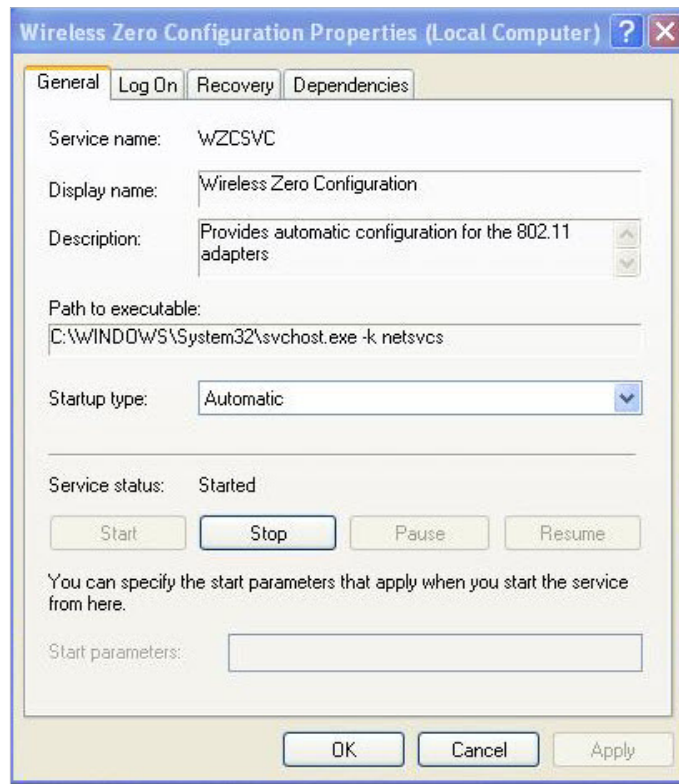 Wireless Zero Configuration Properties (Local Computer)
General Log On Recovery Dependencies
Service name: WZCSVC
Display name: Wireless Zero Configuration
Description: Provides automatic configuration for the 802.11
adapters
Path to executable:
C:\WINDOWS\System32\svchost.exe -k netsvcs
Startup type: Automatic
Service status: Started
Start Stop Pause Resume
You can specify the start parameters that apply when you start the service
from here.
Start parameters:
OK Cancel Apply